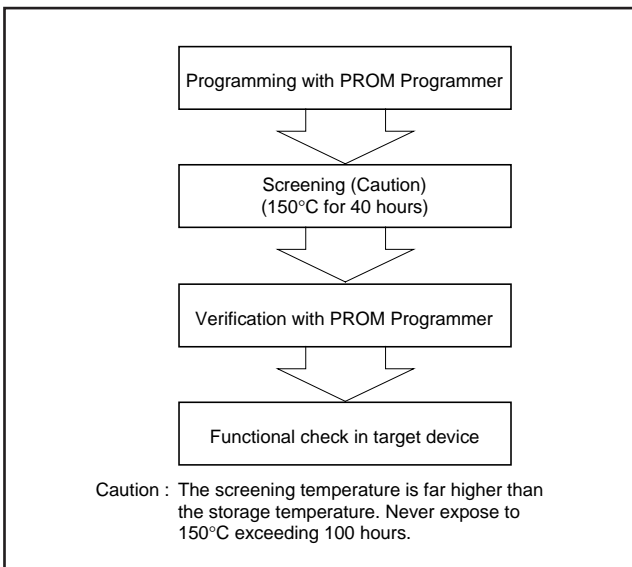 Programming with PROM Programmer
Screening (Caution)
(150°C for 40 hours)
Verification with PROM Programmer
Functional check in target device
Caution : The screening temperature is far higher than
the storage temperature. Never expose to
150°C exceeding 100 hours.